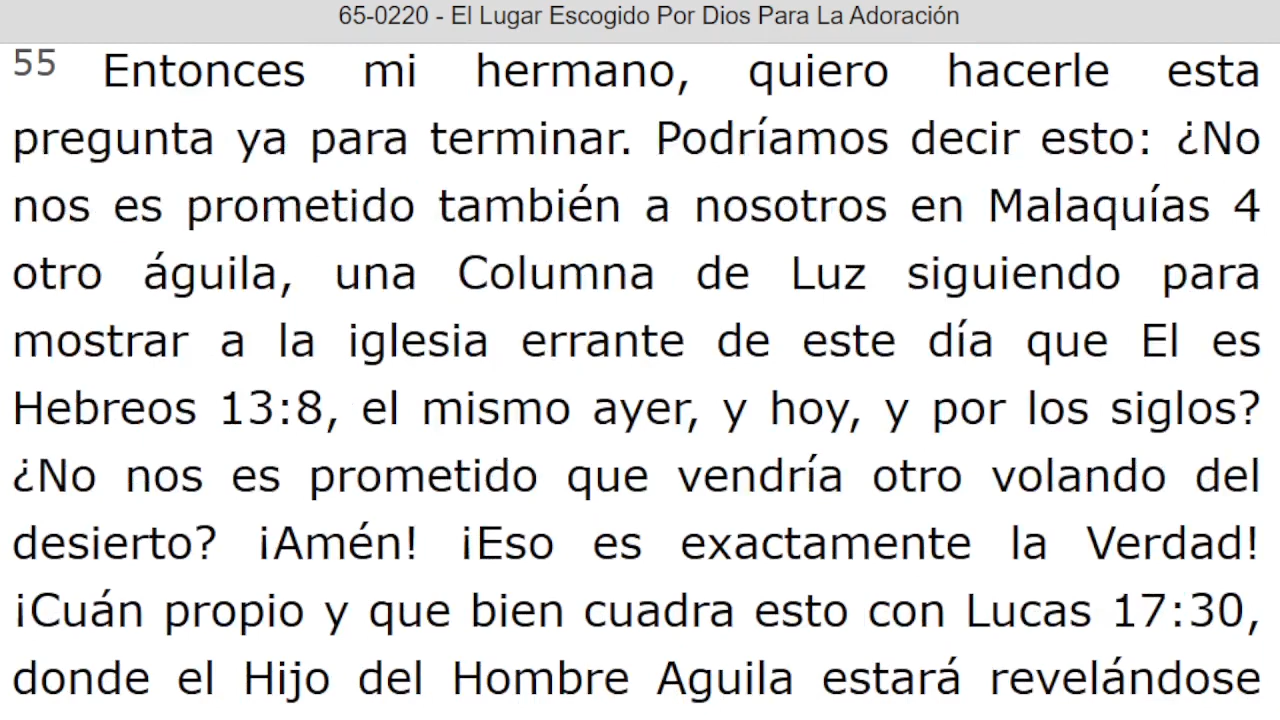 65-0220 - El Lugar Escogido Por Dios Para La Adoración
55 Entonces mi hermano, quiero hacerle esta
pregunta ya para terminar. Podríamos decir esto: ¿No
nos es prometido también a nosotros en Malaquías 4
otro águila, una Columna de Luz siguiendo para
mostrar a la iglesia errante de este día que El es
Hebreos 13:8, el mismo ayer, y hoy, y por los siglos?
¿No nos es prometido que vendría otro volando del
desierto? ¡Amén! ¡Eso es exactamente la Verdad!
¡Cuán propio y que bien cuadra esto con Lucas 17:30,
donde el Hijo del Hombre Aguila estará revelándose